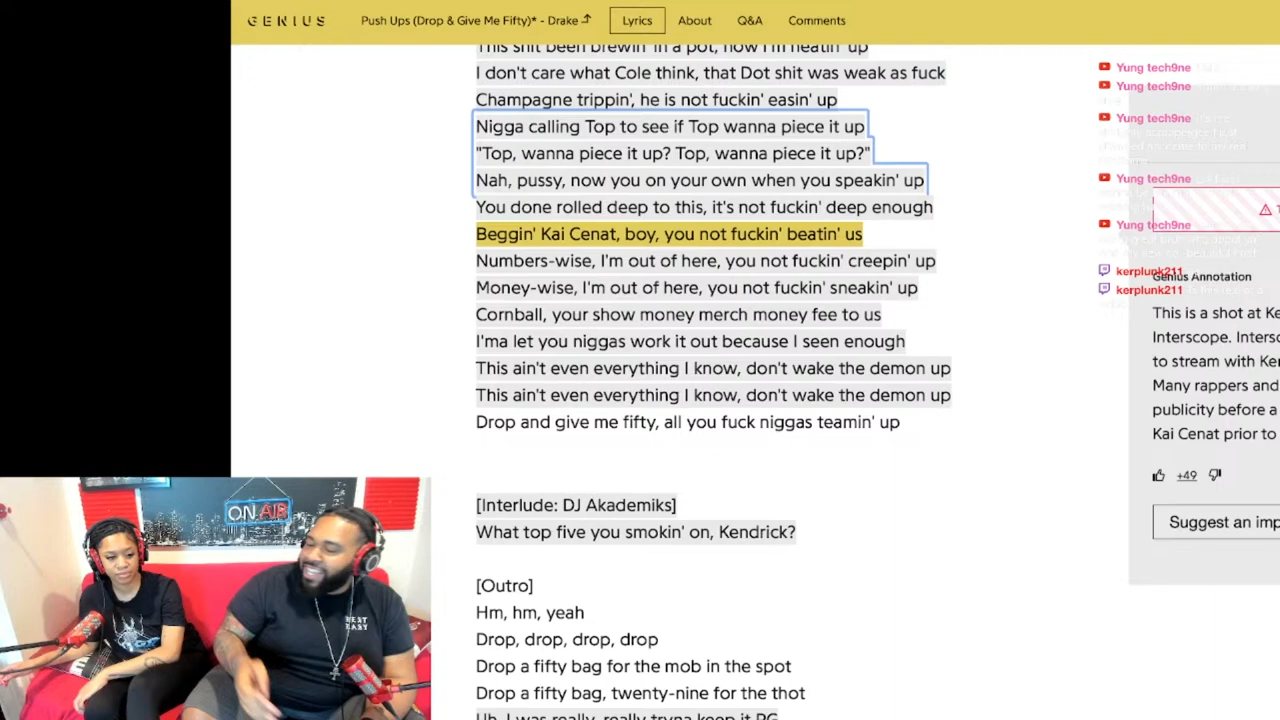 GENIUS
Push Ups (Drop & Give Me Fifty)* - Drake
Lyrics
About
Q&A
Comments
This shit been brewin' in a pot, now I'm heatin' up
I don't care what Cole think, that Dot shit was weak as fuck
Champagne trippin', he is not fuckin' easin' up
Nigga calling Top to see if Top wanna piece it up
"Top, wanna piece it up? Top, wanna piece it up?"
Nah, pussy, now you on your own when you speakin' up
You done rolled deep to this, it's not fuckin' deep enough
Beggin' Kai Cenat, boy, you not fuckin' beatin' us
Numbers-wise, I'm out of here, you not fuckin' creepin' up
Money-wise, I'm out of here, you not fuckin' sneakin' up
Cornball, your show money merch money fee to us
I'ma let you niggas work it out because I seen enough
This ain't even everything I know, don't wake the demon up
This ain't even everything I know, don't wake the demon up
Drop and give me fifty, all you fuck niggas teamin' up
[Interlude: DJ Akademiks]
What top five you smokin' on, Kendrick?
[Outro]
Hm, hm, yeah
Drop, drop, drop, drop
Drop a fifty bag for the mob in the spot
Drop a fifty bag, twenty-nine for the thot
Uh, I was really, really tryna keep it PG
Yung tech9ne
Yung tech9ne
Yung tech9ne
Yung tech9ne
Yung tech9ne
kerplunk211
kerplunk211
Genius Annotation
This is a shot at
Interscope.
to stream with
Many rappers and
publicity before a
Kai Cenat prior to
+49
Suggest an
ON AIR